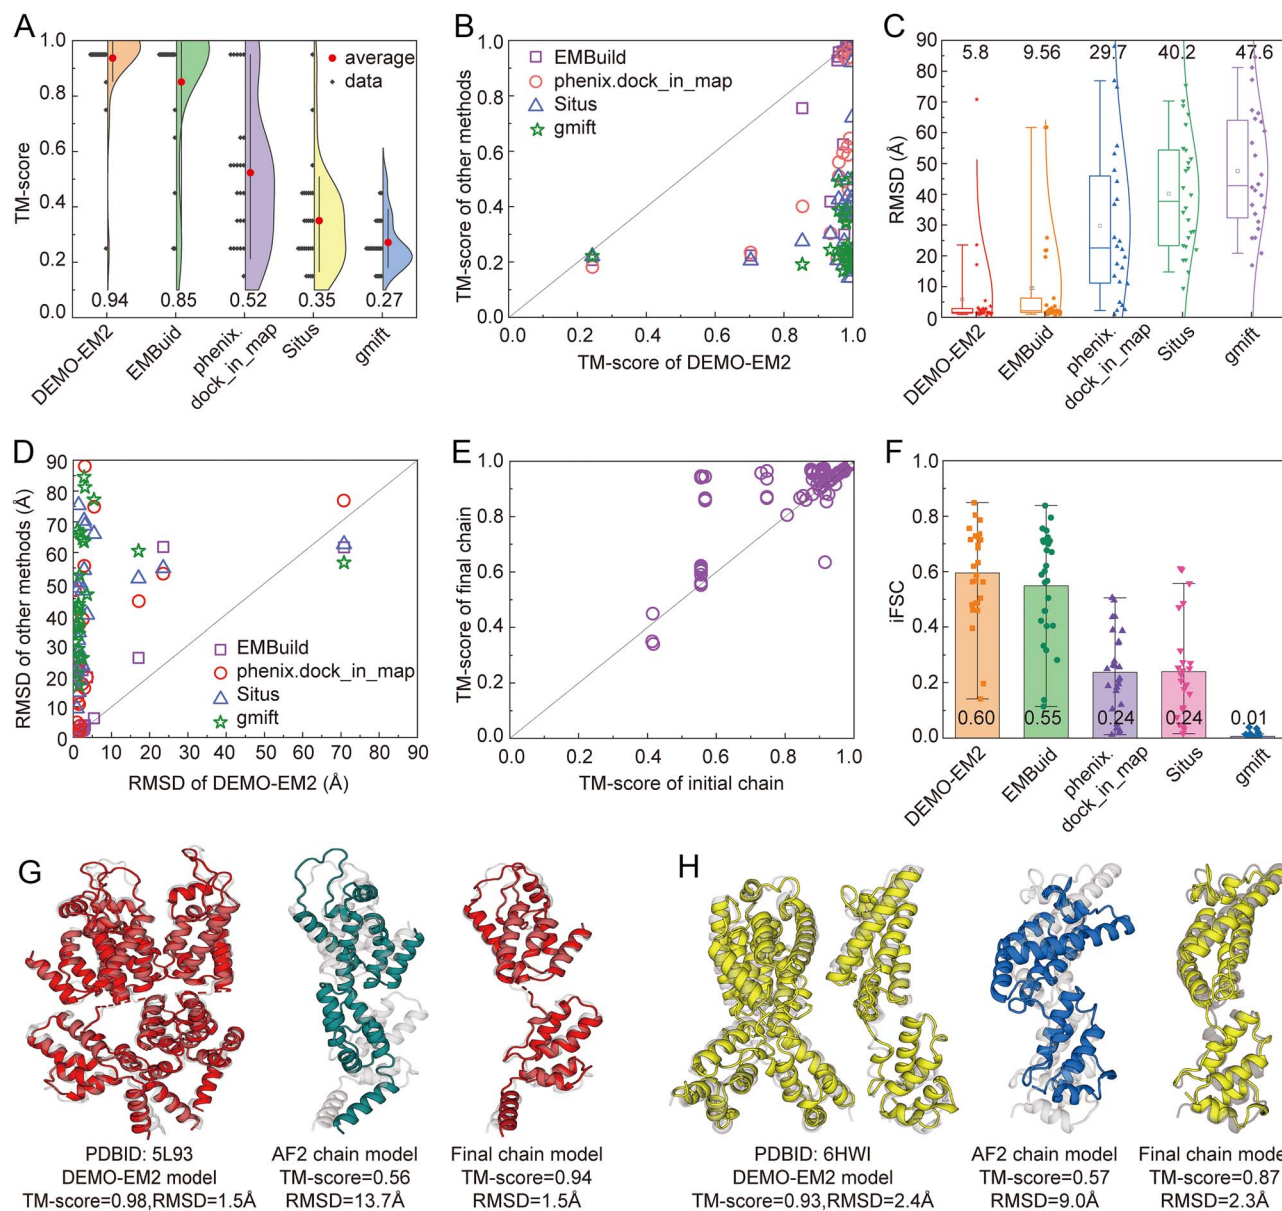 A
TM-score
1.0
0.8
0.6
0.4
0.2
0.0
average
data
0.94
0.85
0.52
0.35
0.27
DEMO-EM2
EMBuid
phenix.
dock_in_map
Situs
gmift
B
TM-score of other methods
1.0
0.8
0.6
0.4
0.2
0.0
EMBuild
phenix.dock_in_map
Situs
gmift
0.0
0.2
0.4
0.6
0.8
1.0
TM-score of DEMO-EM2
C
RMSD (Å)
90
80
70
60
50
40
30
20
10
0
5.8
9.56
29.7
40.2
47.6
DEMO-EM2
EMBuid
phenix.
dock_in_map
Situs
gmift
D
RMSD of other methods (Å)
90
80
70
60
50
40
30
20
10
0
EMBuild
phenix.dock_in_map
Situs
gmift
0
10
20
30
40
50
60
70
80
90
RMSD of DEMO-EM2 (Å)
E
TM-score of final chain
1.0
0.8
0.6
0.4
0.2
0.0
0.0
0.2
0.4
0.6
0.8
1.0
TM-score of initial chain
F
iFSC
1.0
0.8
0.6
0.4
0.2
0.0
0.60
0.55
0.24
0.24
0.01
DEMO-EM2
EMBuid
phenix.
dock_in_map
Situs
gmift
G
PDBID: 5L93
DEMO-EM2 model
TM-score=0.98,RMSD=1.5Å
AF2 chain model
TM-score=0.56
RMSD=13.7Å
Final chain model
TM-score=0.94
RMSD=1.5Å
H
PDBID: 6HWI
DEMO-EM2 model
TM-score=0.93,RMSD=2.4Å
AF2 chain model
TM-score=0.57
RMSD=9.0Å
Final chain model
TM-score=0.87
RMSD=2.3Å